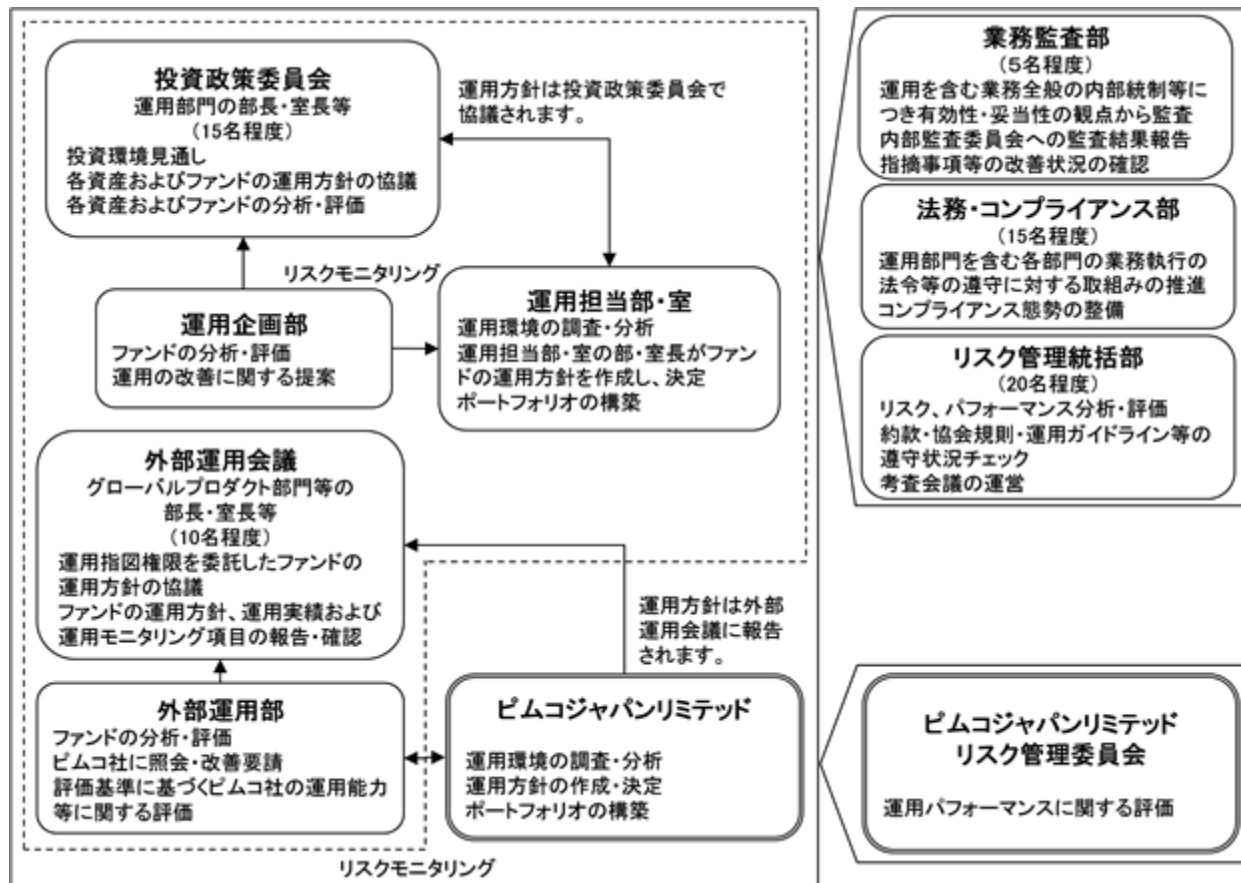 投資政策委員会
運用部門の部長・室長等
(15名程度)
投資環境見通し
各資産およびファンドの運用方針の協議
各資産およびファンドの分析・評価
運用方針は投資政策委員会で
協議されます。
リスクモニタリング
運用企画部
ファンドの分析・評価
運用の改善に関する提案
運用担当部・室
運用環境の調査・分析
運用担当部・室の部・室長がファン
ドの運用方針を作成し、決定
ポートフォリオの構築
外部運用会議
グローバルプロダクト部門等の
部長・室長等
(10名程度)
運用指図権限を委託したファンドの
運用方針の協議
ファンドの運用方針、運用実績および
運用モニタリング項目の報告・確認
運用方針は外部
運用会議に報告
されます。
外部運用部
ファンドの分析・評価
ピムコ社に照会・改善要請
評価基準に基づくピムコ社の運用能力
等に関する評価
ピムコジャパンリミテッド
運用環境の調査・分析
運用方針の作成・決定
ポートフォリオの構築
リスクモニタリング
業務監査部
(5名程度)
運用を含む業務全般の内部統制等に
つき有効性・妥当性の観点から監査
内部監査委員会への監査結果報告
指摘事項等の改善状況の確認
法務・コンプライアンス部
(15名程度)
運用部門を含む各部門の業務執行の
法令等の遵守に対する取組みの推進
コンプライアンス態勢の整備
リスク管理統括部
(20名程度)
リスク、パフォーマンス分析・評価
約款・協会規則・運用ガイドライン等の
遵守状況チェック
考査会議の運営
ピムコジャパンリミテッド
リスク管理委員会
運用パフォーマンスに関する評価